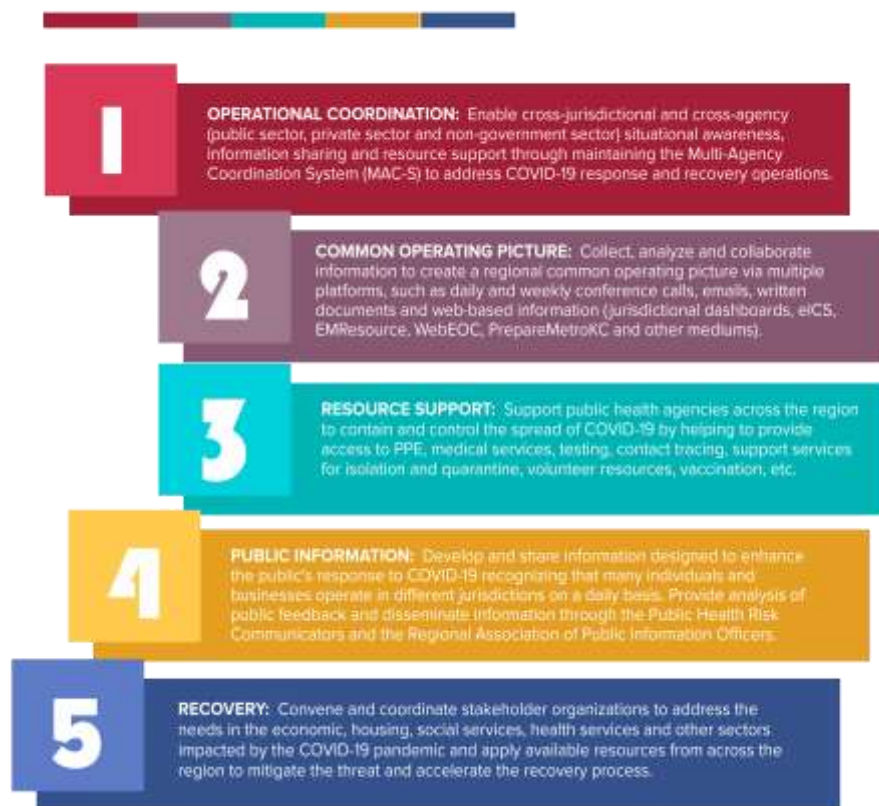 1
OPERATIONAL COORDINATION: Enable cross-jurisdictional and cross-agency
(public sector, private sector and non-government sector) situational awareness,
information sharing and resource support through maintaining the Multi-Agency
Coordination System (MAC-S) to address COVID-19 response and recovery operations.
2
COMMON OPERATING PICTURE: Collect, analyze and collaborate
information to create a regional common operating picture via multiple
platforms, such as daily and weekly conference calls, emails, written
documents and web-based information (jurisdictional dashboards, eICS,
EMResource, WebEOC, PrepareMetroKC and other mediums).
3
RESOURCE SUPPORT: Support public health agencies across the region
to contain and control the spread of COVID-19 by helping to provide
access to PPE, medical services, testing, contact tracing, support services
for isolation and quarantine, volunteer resources, vaccination, etc.
4
PUBLIC INFORMATION: Develop and share information designed to enhance
the public's response to COVID-19 recognizing that many individuals and
businesses operate in different jurisdictions on a daily basis. Provide analysis of
public feedback and disseminate information through the Public Health Risk
Communicators and the Regional Association of Public Information Officers.
5
RECOVERY: Convene and coordinate stakeholder organizations to address the
needs in the economic, housing, social services, health services and other sectors
impacted by the COVID-19 pandemic and apply available resources from across the
region to mitigate the threat and accelerate the recovery process.